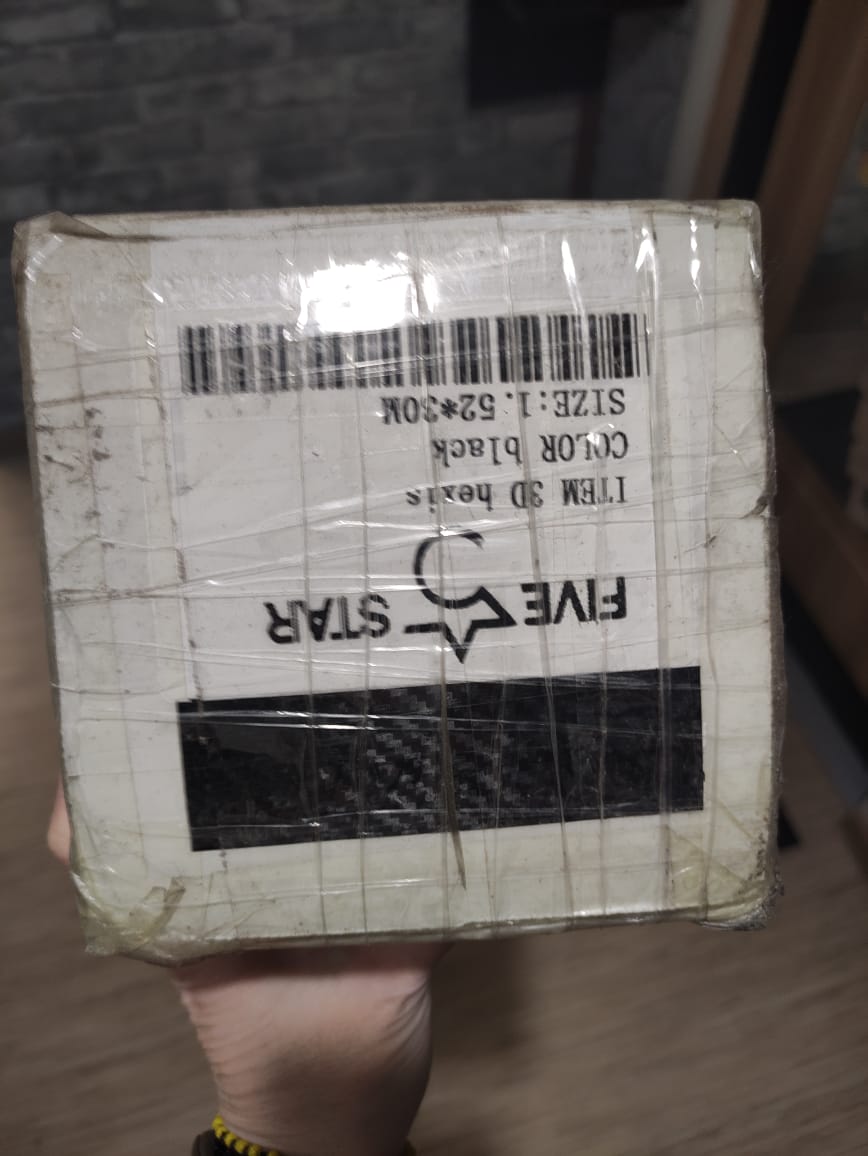 FIVE STAR
ITEM 3D hexis
COLOR black
SIZE:1.52*30M